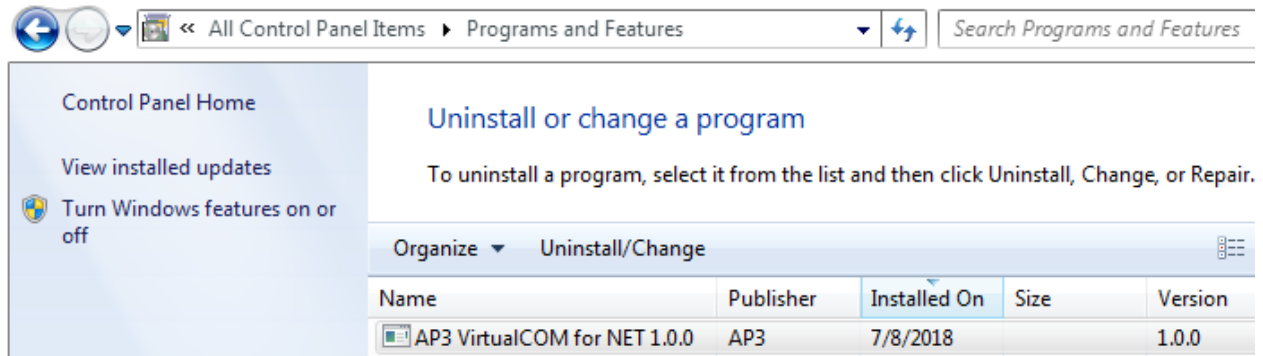 « All Control Panel Items ▸ Programs and Features Search Programs and Features
Control Panel Home
View installed updates
Turn Windows features on or
off
Uninstall or change a program
To uninstall a program, select it from the list and then click Uninstall, Change, or Repair.
Organize Uninstall/Change
Name Publisher Installed On Size Version
AP3 VirtualCOM for NET 1.0.0 AP3 7/8/2018 1.0.0